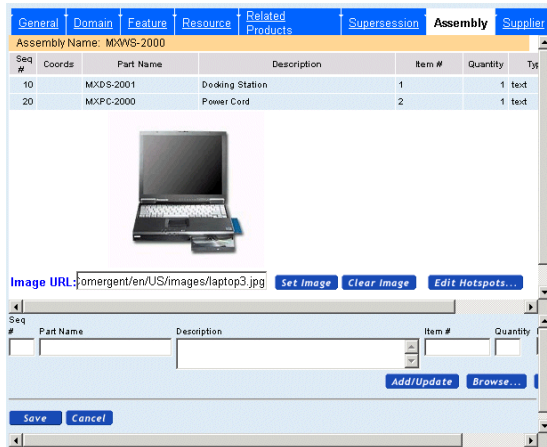 General Domain Feature Resource Related Products Supersession Assembly Supplier
Assembly Name: MXWS-2000
Seq # Coords Part Name Description Item # Quantity Typ
10 MXDS-2001 Docking Station 1 1 text
20 MXPC-2000 Power Cord 2 1 text
Image URL: omergent/en/US/images/laptop3.jpg Set Image Clear Image Edit Hotspots...
Seq # Part Name Description Item # Quantity
Add/Update Browse...
Save Cancel